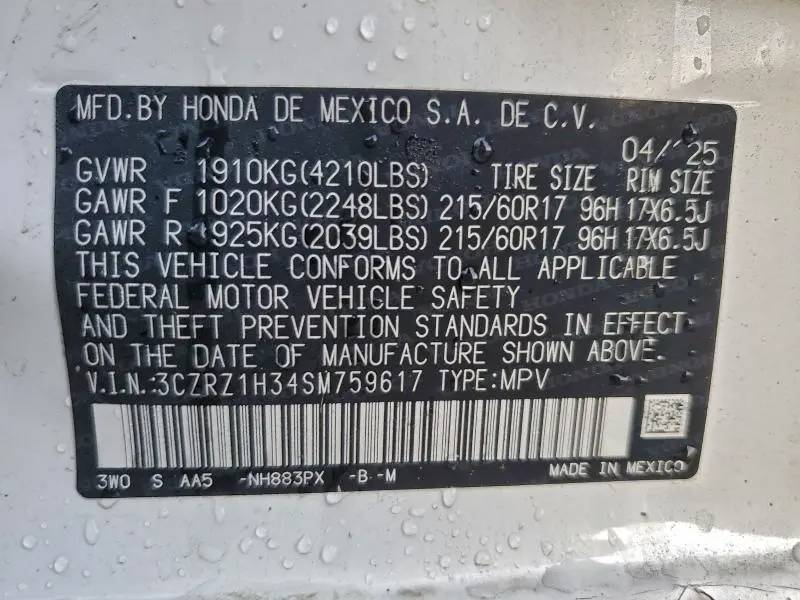 MFD.BY HONDA DE MEXICO S.A. DE C.V.
04/ 25
GVWR 1910KG(4210LBS) TIRE SIZE RIM SIZE
GAWR F 1020KG(2248LBS) 215/60R17 96H 17X6.5J
GAWR R 925KG(2039LBS) 215/60R17 96H 17X6.5J
THIS VEHICLE CONFORMS TO ALL APPLICABLE
FEDERAL MOTOR VEHICLE SAFETY
AND THEFT PREVENTION STANDARDS IN EFFECT
ON THE DATE OF MANUFACTURE SHOWN ABOVE.
V.I.N.:3CZRZ1H34SM759617 TYPE:MPV
3W0 S AA5 -NH883PX -B -M MADE IN MEXICO